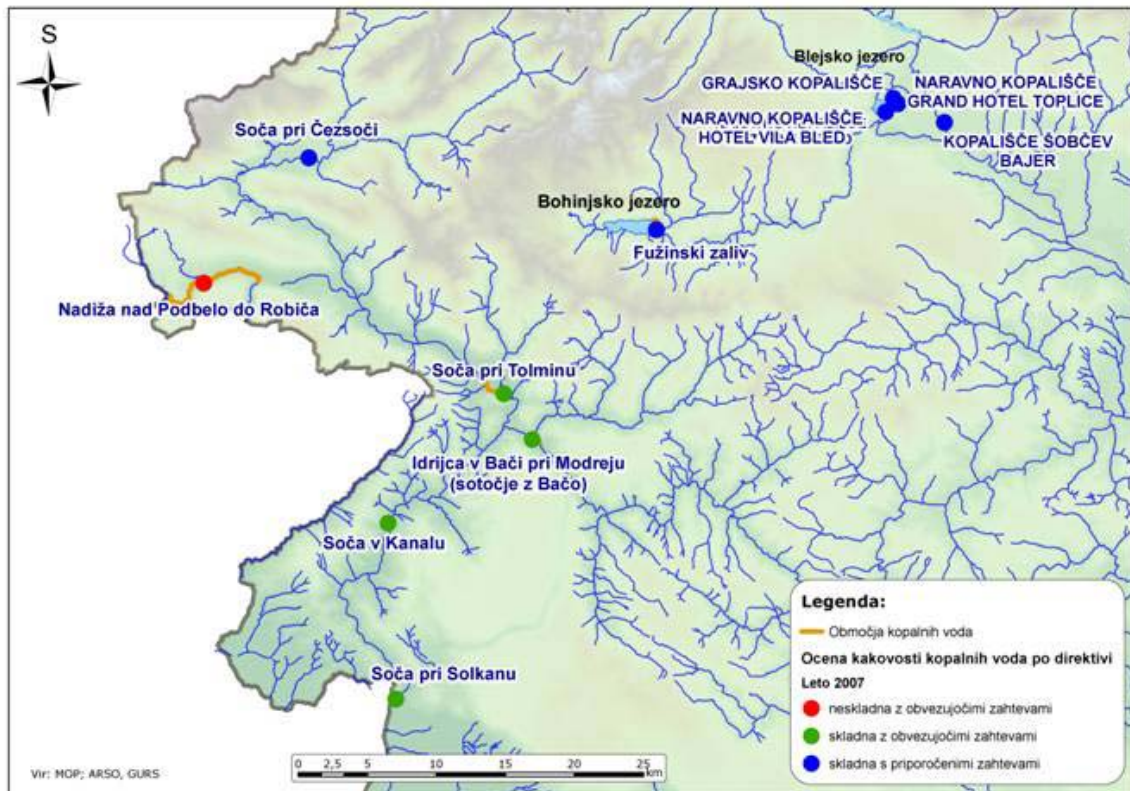 S
Blejsko jezero
GRAJSKO KOPALIŠČE
NARAVNO KOPALIŠČE
GRAND HOTEL TOPLICE
NARAVNO KOPALIŠČE
HOTEL VILA BLED
KOPALIŠČE ŠOBČEV
BAJER
Soča pri Čezsoči
Bohinjsko jezero
Fužinski zaliv
Nadiža nad Podbelo do Robiča
Soča pri Tolminu
Idrijca v Bači pri Modreju
(sotočje z Bačo)
Soča v Kanalu
Soča pri Solkanu
Legenda:
Območja kopalnih voda
Ocena kakovosti kopalnih voda po direktivi
Leto 2007
neskladna z obvezujočimi zahtevami
skladna z obvezujočimi zahtevami
skladna s priporočenimi zahtevami
0 2,5 5 10 15 20 25
km
Vir: MOP; ARSO, GURS